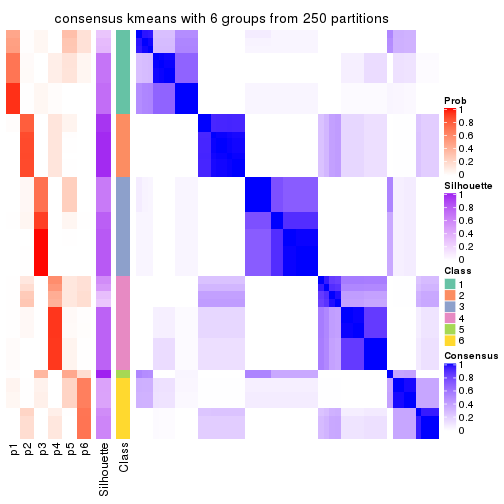 consensus kmeans with 6 groups from 250 partitions
Prob
1
0.8
0.6
0.4
0.2
0
Silhouette
1
0.8
0.6
0.4
0.2
0
Class
1
2
3
4
5
6
Consensus
1
0.8
0.6
0.4
0.2
0
p1
p2
p3
p4
p5
p6
Silhouette
Class